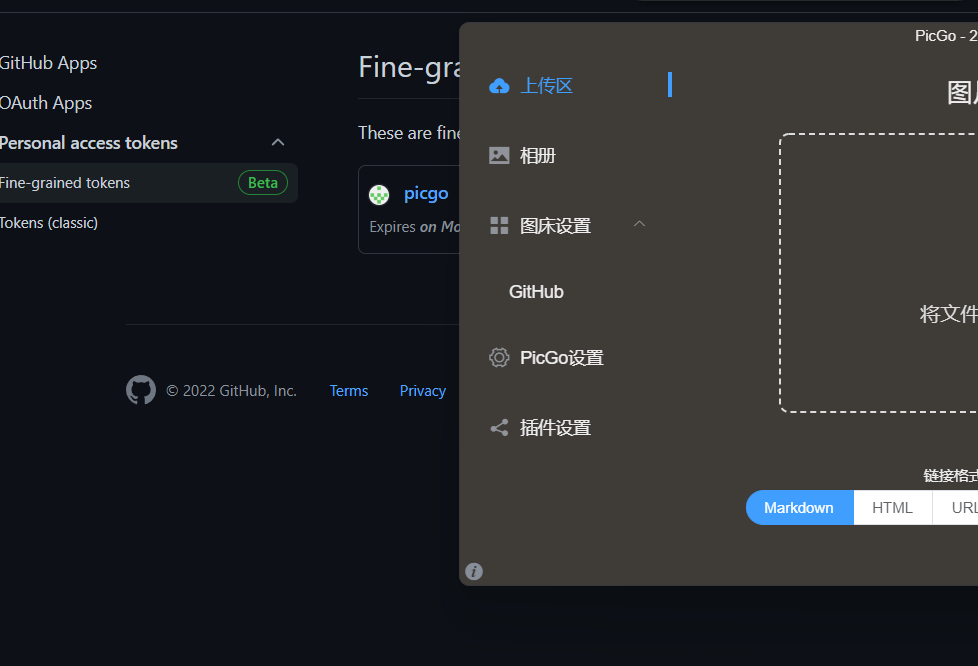 GitHub Apps
OAuth Apps
Personal access tokens
Fine-grained tokens
Beta
Tokens (classic)
Fine-gra
These are fine
picgo
Expires on Mo
© 2022 GitHub, Inc.
Terms
Privacy
PicGo - 2
上传区
相册
图床设置
GitHub
PicGo设置
插件设置
图片
将文件
链接格式
Markdown
HTML
URL